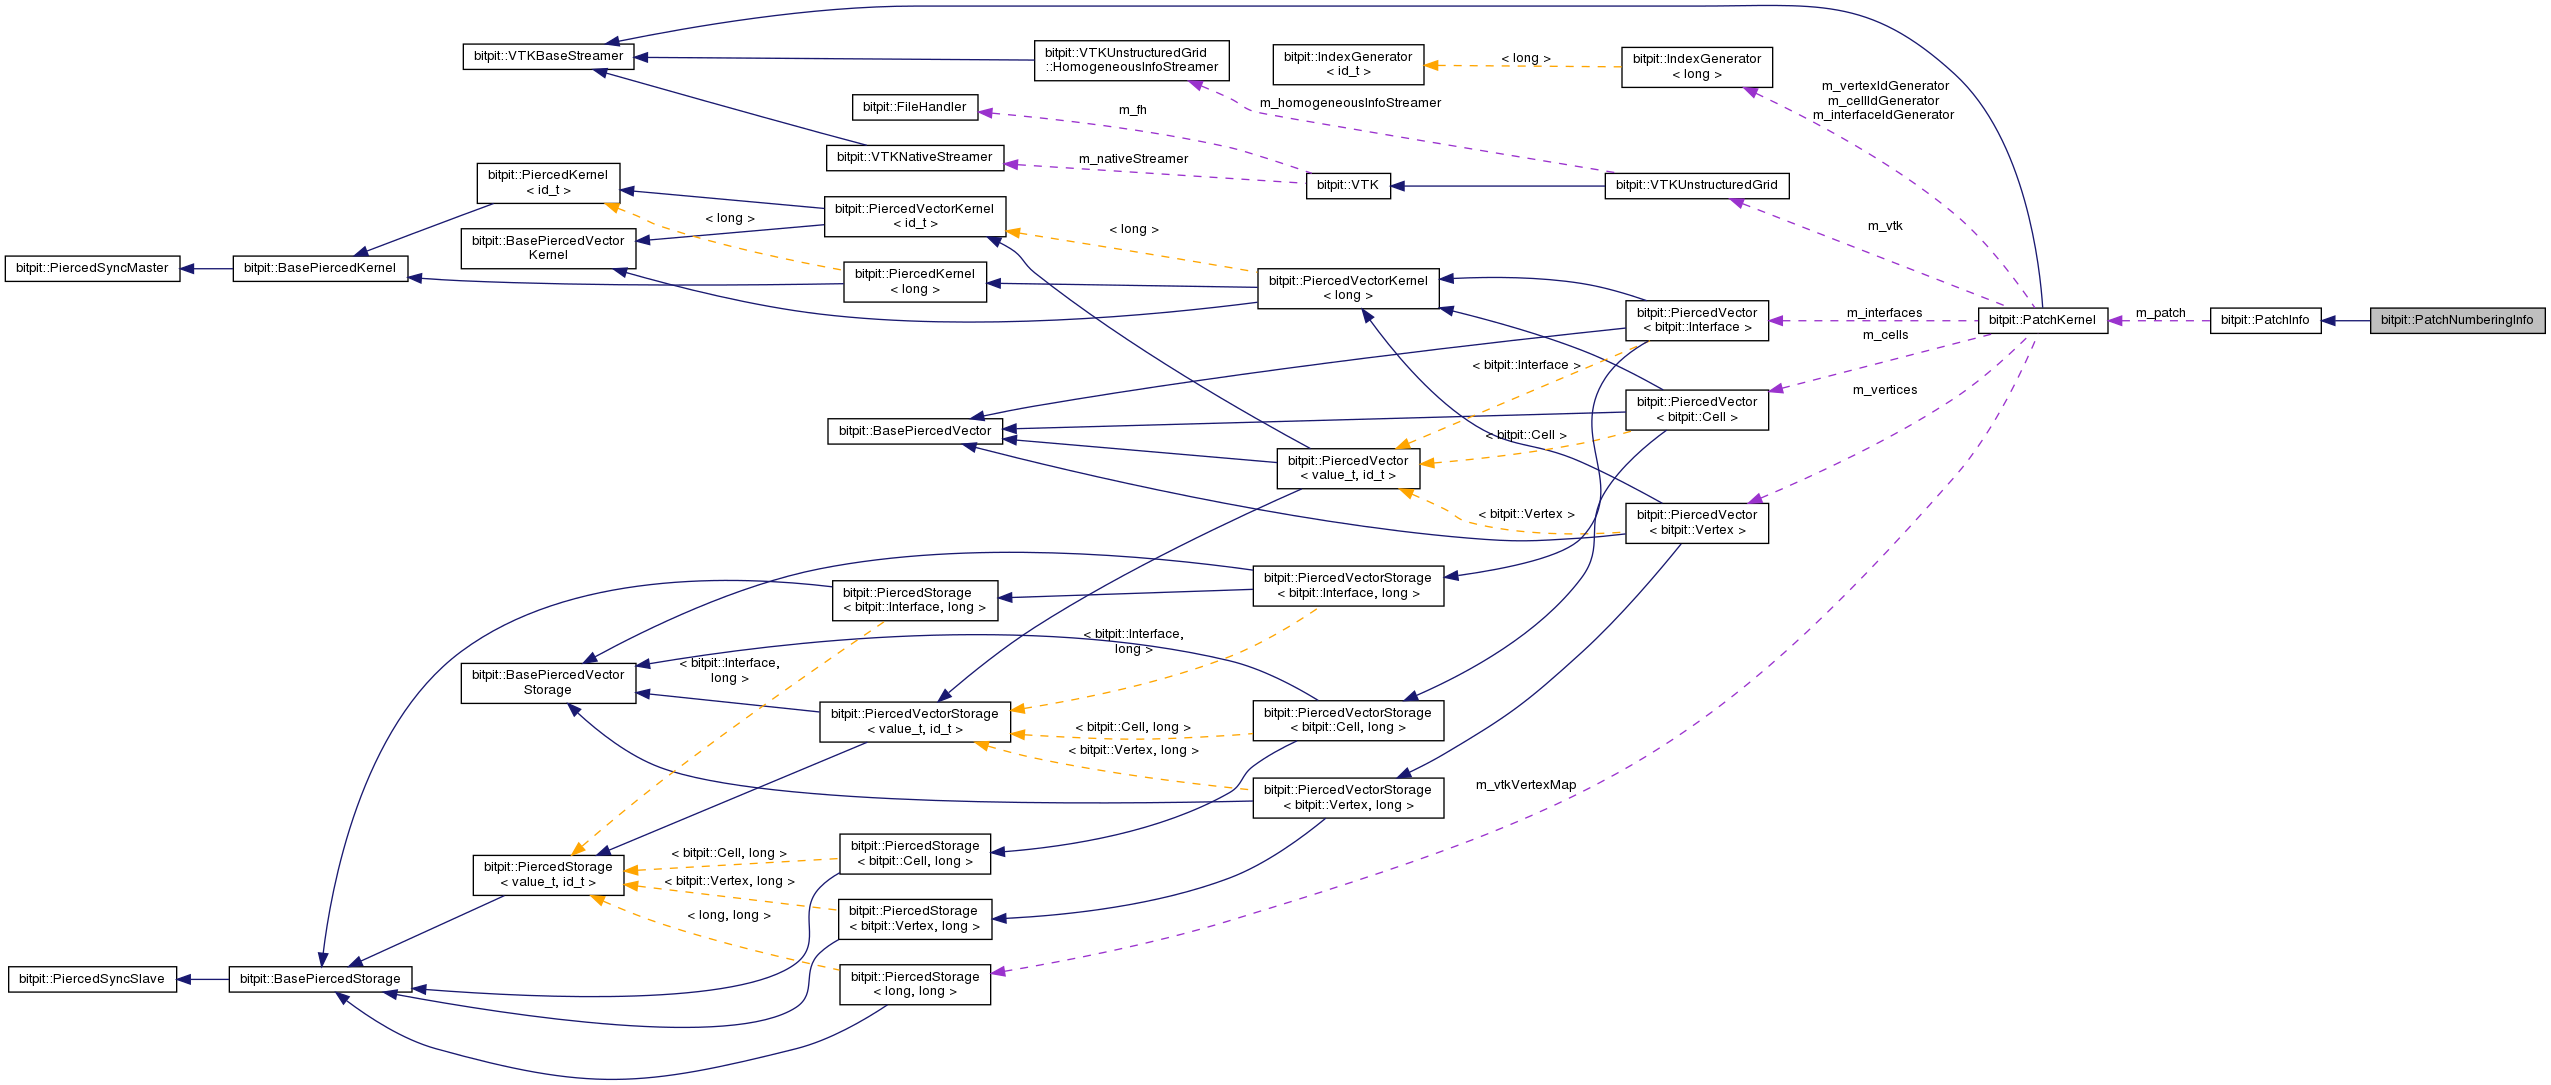 bitpit::VTKBaseStreamer
bitpit::VTKUnstructuredGrid
::HomogeneousInfoStreamer
bitpit::IndexGenerator
< id_t >
< long >
bitpit::IndexGenerator
< long >
m_vertexIdGenerator
m_cellIdGenerator
m_interfaceIdGenerator
bitpit::FileHandler
m_fh
m_homogeneousInfoStreamer
bitpit::VTKNativeStreamer
m_nativeStreamer
bitpit::VTK
bitpit::VTKUnstructuredGrid
m_vtk
bitpit::PiercedKernel
< id_t >
< long >
bitpit::PiercedVectorKernel
< id_t >
< long >
bitpit::BasePiercedVector
Kernel
bitpit::PiercedSyncMaster
bitpit::BasePiercedKernel
bitpit::PiercedKernel
< long >
bitpit::PiercedVectorKernel
< long >
bitpit::PiercedVector
< bitpit::Interface >
m_interfaces
m_cells
m_vertices
bitpit::PatchKernel
m_patch
bitpit::PatchInfo
bitpit::PatchNumberingInfo
< bitpit::Interface >
bitpit::PiercedVector
< bitpit::Cell >
bitpit::BasePiercedVector
< bitpit::Cell >
bitpit::PiercedVector
< value_t, id_t >
< bitpit::Vertex >
bitpit::PiercedVector
< bitpit::Vertex >
bitpit::PiercedStorage
< bitpit::Interface, long >
bitpit::PiercedVectorStorage
< bitpit::Interface, long >
< bitpit::Interface,
long >
< bitpit::Interface,
long >
bitpit::BasePiercedVector
Storage
bitpit::PiercedVectorStorage
< value_t, id_t >
< bitpit::Cell, long >
< bitpit::Vertex, long >
bitpit::PiercedVectorStorage
< bitpit::Cell, long >
bitpit::PiercedVectorStorage
< bitpit::Vertex, long >
m_vtkVertexMap
bitpit::PiercedStorage
< value_t, id_t >
< bitpit::Cell, long >
< bitpit::Vertex, long >
< long, long >
bitpit::PiercedStorage
< bitpit::Cell, long >
bitpit::PiercedStorage
< bitpit::Vertex, long >
bitpit::PiercedStorage
< long, long >
bitpit::PiercedSyncSlave
bitpit::BasePiercedStorage